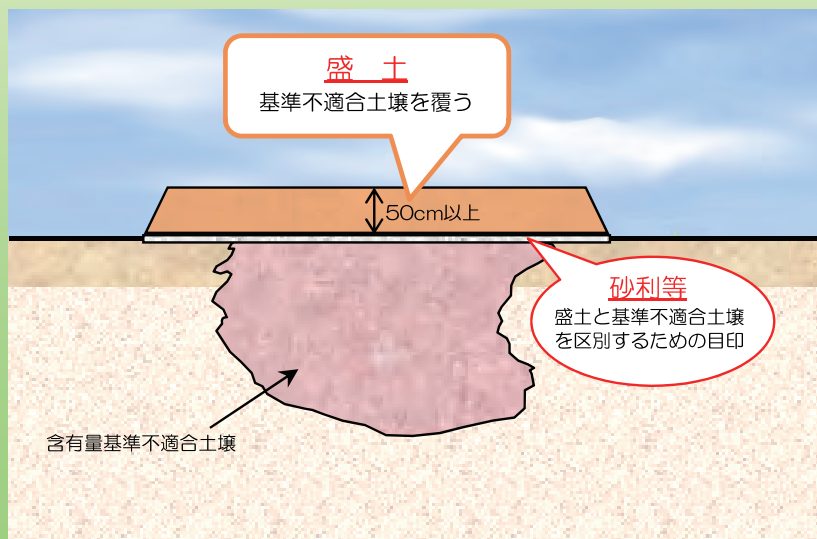 盛　土
基準不適合土壌を覆う
50cm以上
砂利等
盛土と基準不適合土壌
を区別するための目印
含有量基準不適合土壌